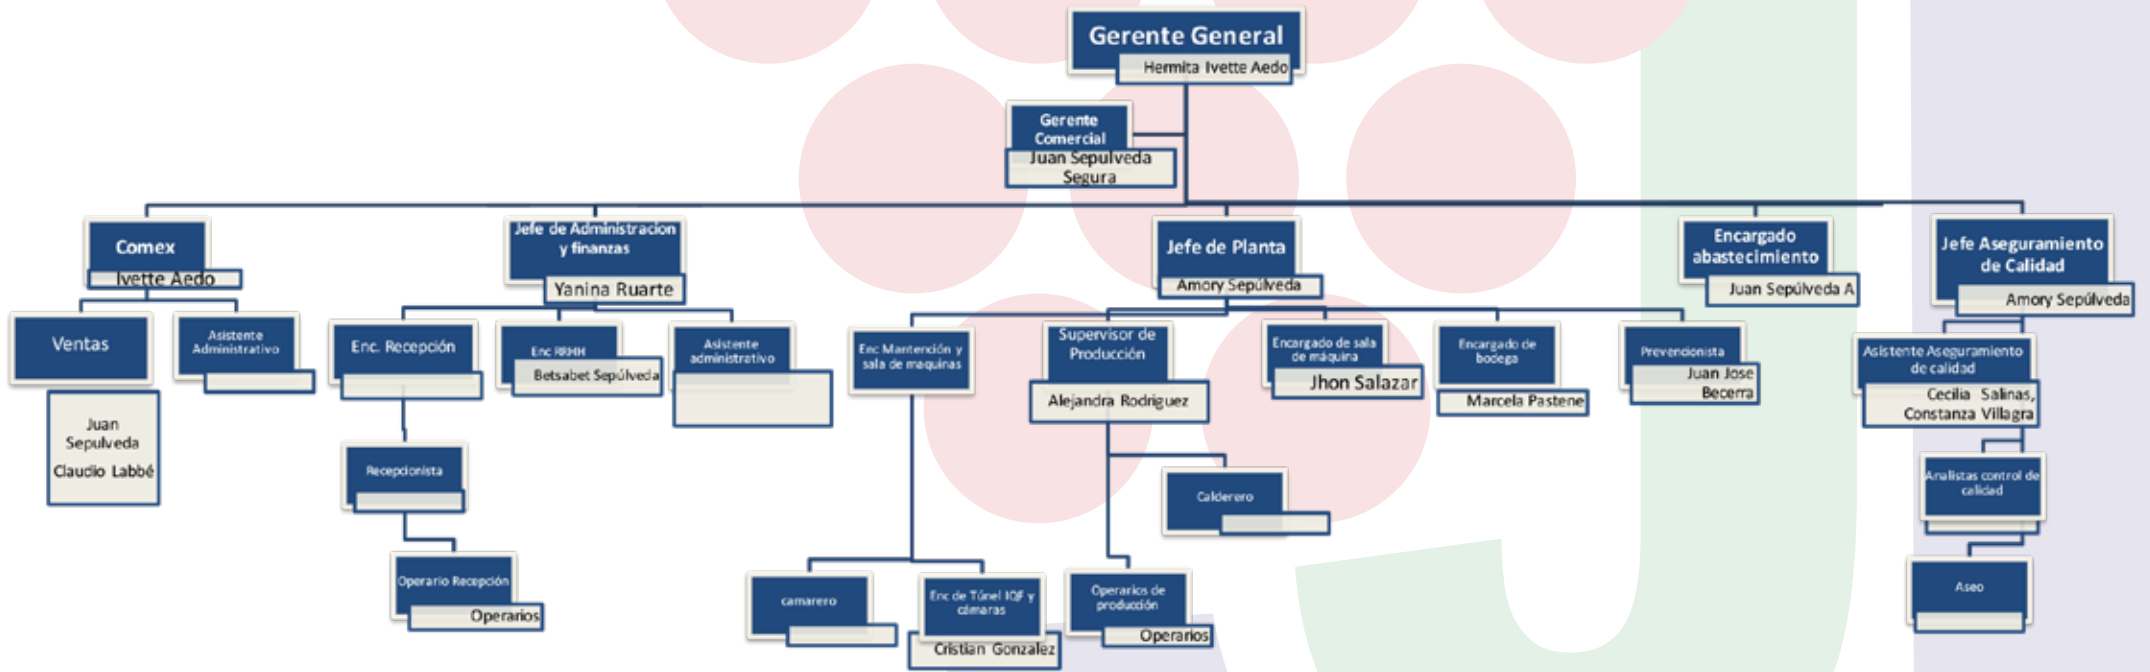 Gerente General
Hermita Ivette Aedo
Gerente
Comercial
Juan Sepulveda
Segura
Comex
Ivette Aedo
Jefe de Administracion
y finanzas
Yanina Ruarte
Jefe de Planta
Amory Sepúlveda
Encargado
abastecimiento
Juan Sepúlveda A
Jefe Aseguramiento
de Calidad
Amory Sepúlveda
Ventas
Juan
Sepulveda
Claudio Labbé
Asistente
Administrativo
Enc. Recepción
Enc RRHH
Betsabet Sepúlveda
Asistente
administrativo
Enc Mantención y
sala de maquinas
Supervisor de
Producción
Alejandra Rodriguez
Encargado de sala
de máquina
Jhon Salazar
Encargado de
bodega
Marcela Pastene
Prevencionista
Juan Jose
Becerra
Asistente Aseguramiento
de calidad
Cecilia Salinas,
Constanza Villagra
Recepcionista
Calderero
Analistas control de
calidad
Operario Recepción
Operarios
camarero
Enc de Túnel IQF y
cámaras
Cristian Gonzalez
Operarios de
producción
Operarios
Aseo